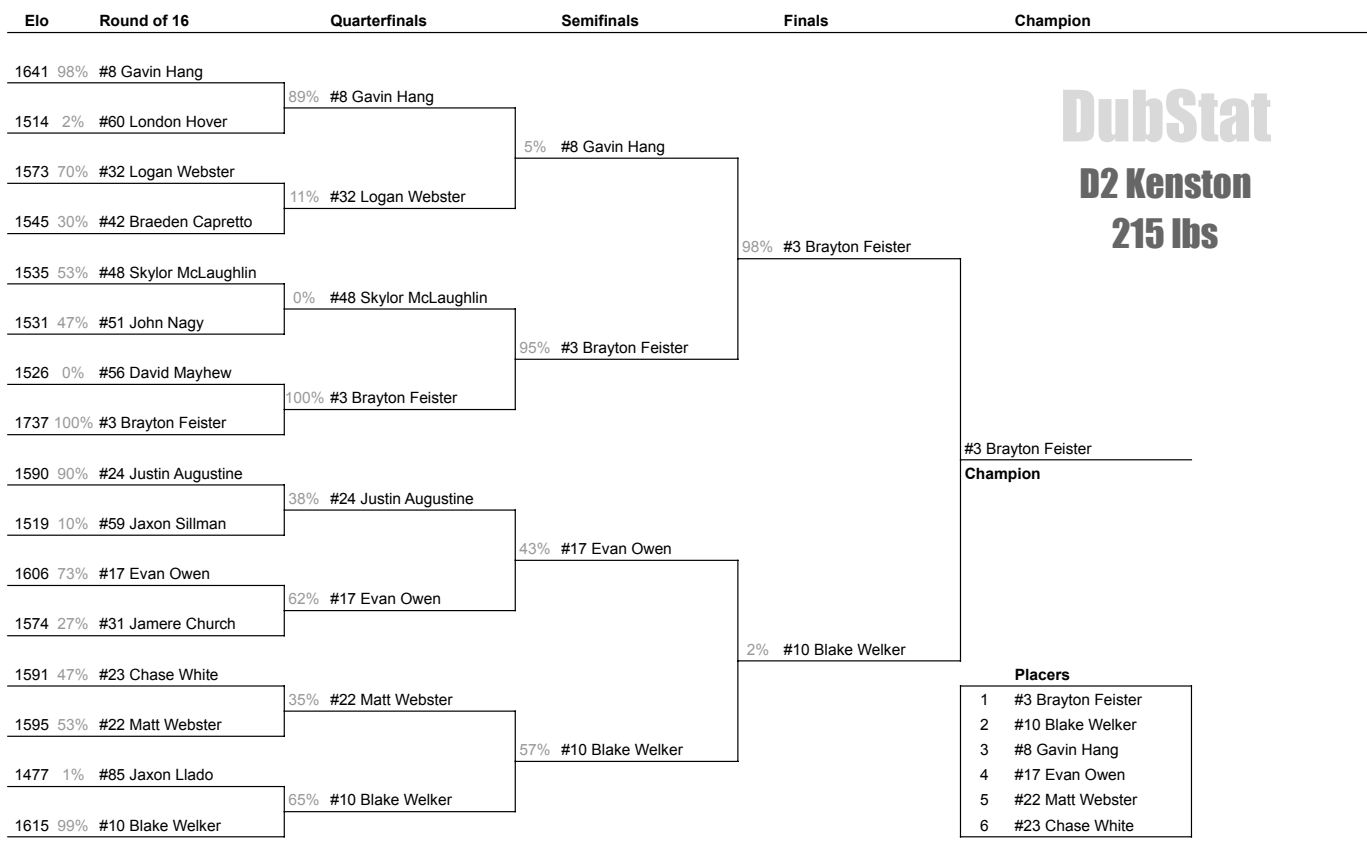 Elo Round of 16 Quarterfinals Semifinals Finals Champion
1641 98% #8 Gavin Hang
89% #8 Gavin Hang
DubStat
1514 2% #60 London Hover
5% #8 Gavin Hang
1573 70% #32 Logan Webster
D2 Kenston
11% #32 Logan Webster
1545 30% #42 Braeden Capretto
215 lbs
98% #3 Brayton Feister
1535 53% #48 Skylor McLaughlin
0% #48 Skylor McLaughlin
1531 47% #51 John Nagy
95% #3 Brayton Feister
1526 0% #56 David Mayhew
100% #3 Brayton Feister
1737 100% #3 Brayton Feister
#3 Brayton Feister
1590 90% #24 Justin Augustine
Champion
38% #24 Justin Augustine
1519 10% #59 Jaxon Sillman
43% #17 Evan Owen
1606 73% #17 Evan Owen
62% #17 Evan Owen
1574 27% #31 Jamere Church
2% #10 Blake Welker
1591 47% #23 Chase White
Placers
35% #22 Matt Webster
1 #3 Brayton Feister
1595 53% #22 Matt Webster
2 #10 Blake Welker
57% #10 Blake Welker
3 #8 Gavin Hang
1477 1% #85 Jaxon Llado
4 #17 Evan Owen
65% #10 Blake Welker
5 #22 Matt Webster
1615 99% #10 Blake Welker
6 #23 Chase White